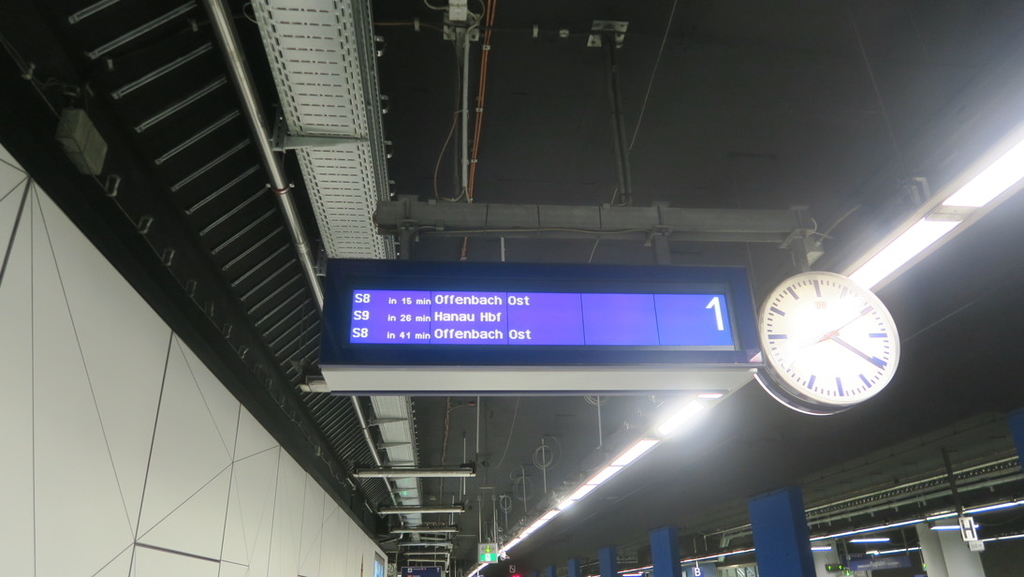 S8 in 15 min Offenbach Ost
S9 in 26 min Hanau Hbf
S8 in 41 min Offenbach Ost
1
H
B